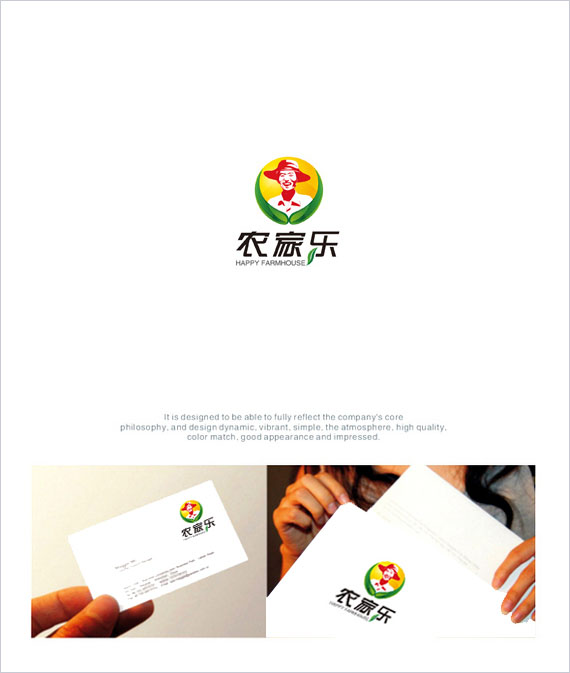 农家乐
HAPPY FARMHOUSE
It is designed to be able to fully reflect the company's core
philosophy, and design dynamic, vibrant, simple, the atmosphere, high quality,
color match, good appearance and impressed.
农家乐
HAPPY FARMHOUSE
农家乐
HAPPY FARMHOUSE